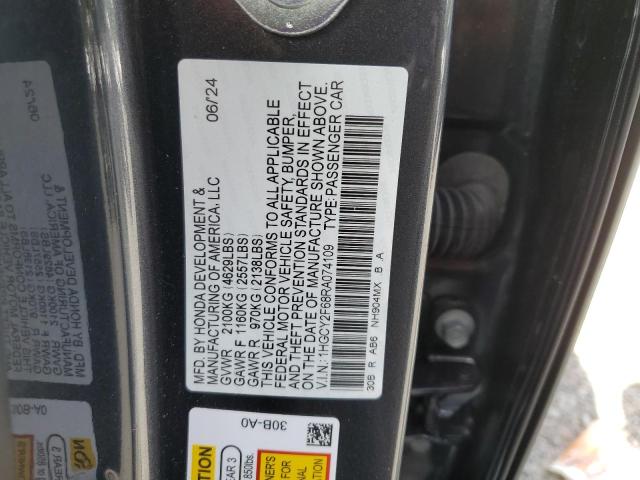 06/24
MFD. BY HONDA DEVELOPMENT &
MANUFACTURING OF AMERICA, LLC
GVWR 2100KG(4629LBS)
GAWR F 1160KG(2557LBS)
GAWR R 970KG(2138LBS)
THIS VEHICLE CONFORMS TO ALL APPLICABLE
FEDERAL MOTOR VEHICLE SAFETY, BUMPER,
AND THEFT PREVENTION STANDARDS IN EFFECT
ON THE DATE OF MANUFACTURE SHOWN ABOVE.
V.I.N.: 1HGCY2F68RA074109 TYPE: PASSENGER CAR
30B R AB6 NH904MX B A
30B-A0